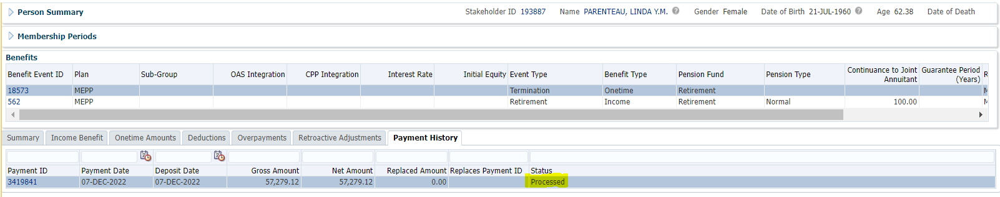 Person Summary Stakeholder ID 193887 Name PARENTEAU, LINDA Y.M. Gender Female Date of Birth 21-JUL-1960 Age 62.38 Date of Death
Membership Periods
Benefits
Benefit Event ID Plan Sub-Group OAS Integration CPP Integration Interest Rate Initial Equity Event Type Benefit Type Pension Fund Pension Type Continuance to Joint Annuitant Guarantee Period (Years) R
18573 MEPP Termination Onetime Retirement M
562 MEPP Retirement Income Retirement Normal 100.00 M
Summary Income Benefit Onetime Amounts Deductions Overpayments Retroactive Adjustments Payment History
Payment ID Payment Date Deposit Date Gross Amount Net Amount Replaced Amount Replaces Payment ID Status
3419841 07-DEC-2022 07-DEC-2022 57,279.12 57,279.12 0.00 Processed